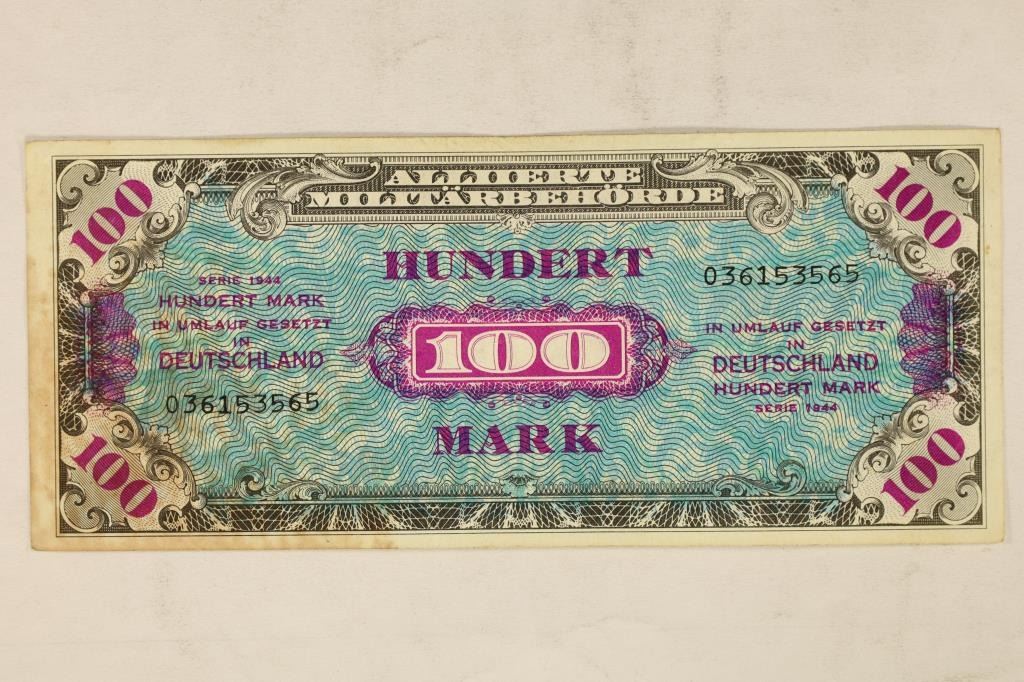 100
ALLIIERTE
MILITÄRBEHÖRDE
100
HUNDERT
036153565
SERIE 1944
HUNDERT MARK
IN UMLAUF GESETZT
IN
DEUTSCHLAND
036153565
100
IN UMLAUF GESETZT
IN
DEUTSCHLAND
HUNDERT MARK
SERIE 1944
MARK
100
100